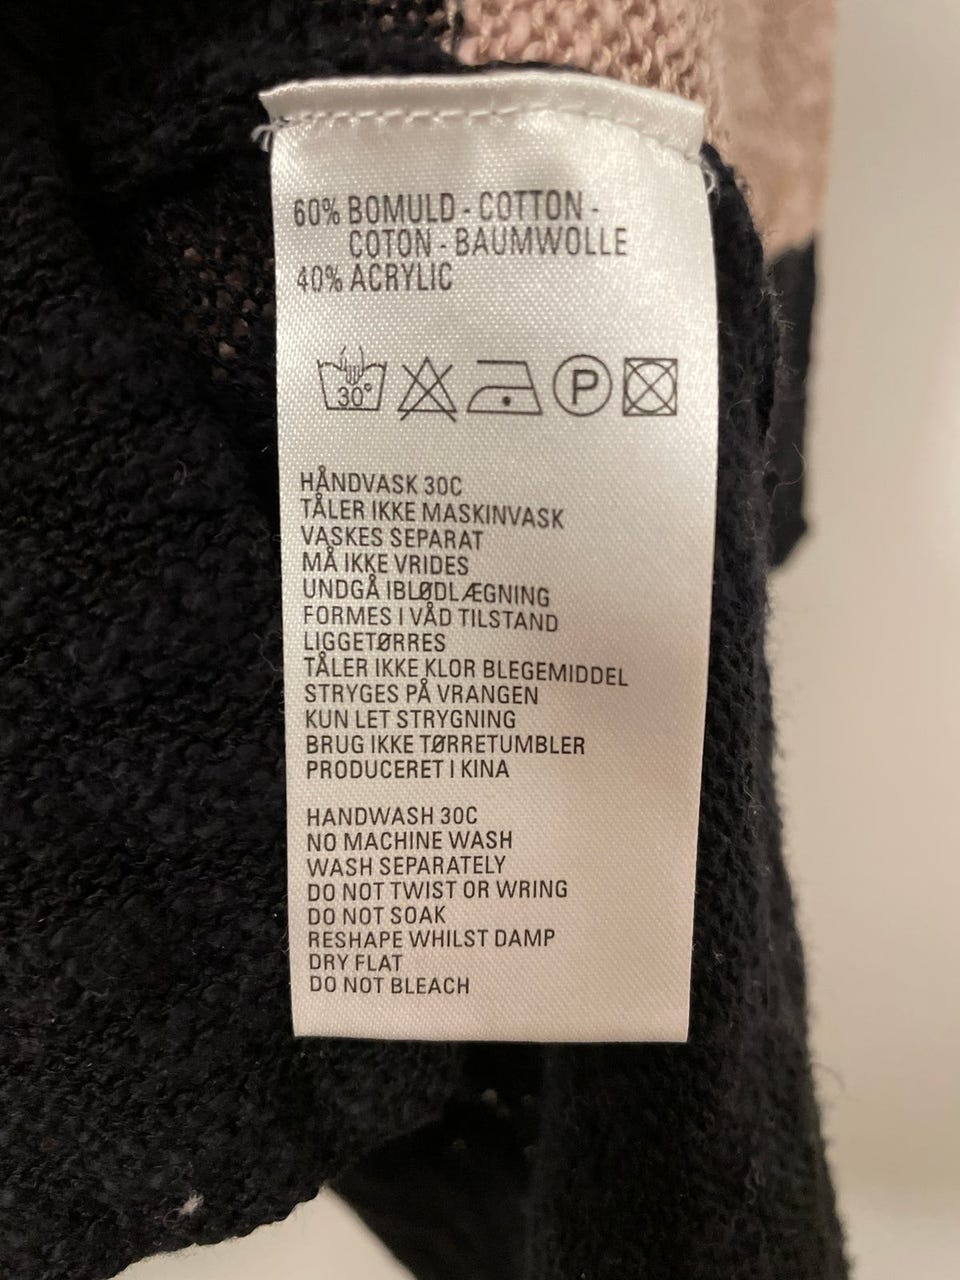 60% BOMULD - COTTON -
COTON - BAUMWOLLE
40% ACRYLIC
30°
P
HÅNDVASK 30C
TÅLER IKKE MASKINVASK
VASKES SEPARAT
MÅ IKKE VRIDES
UNDGÅ IBLØDLÆGNING
FORMES I VÅD TILSTAND
LIGGETØRRES
TÅLER IKKE KLOR BLEGEMIDDEL
STRYGES PÅ VRANGEN
KUN LET STRYGNING
BRUG IKKE TØRRETUMBLER
PRODUCERET I KINA
HANDWASH 30C
NO MACHINE WASH
WASH SEPARATELY
DO NOT TWIST OR WRING
DO NOT SOAK
RESHAPE WHILST DAMP
DRY FLAT
DO NOT BLEACH